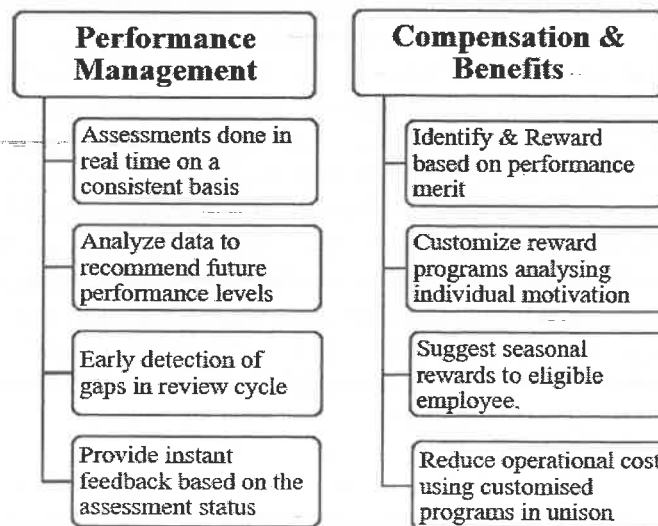 Performance
Management
Assessments done in
real time on a
consistent basis
Analyze data to
recommend future
performance levels
Early detection of
gaps in review cycle
Provide instant
feedback based on the
assessment status
Compensation &
Benefits
Identify & Reward
based on performance
merit
Customize reward
programs analysing
individual motivation
Suggest seasonal
rewards to eligible
employee.
Reduce operational cost
using customised
programs in unison